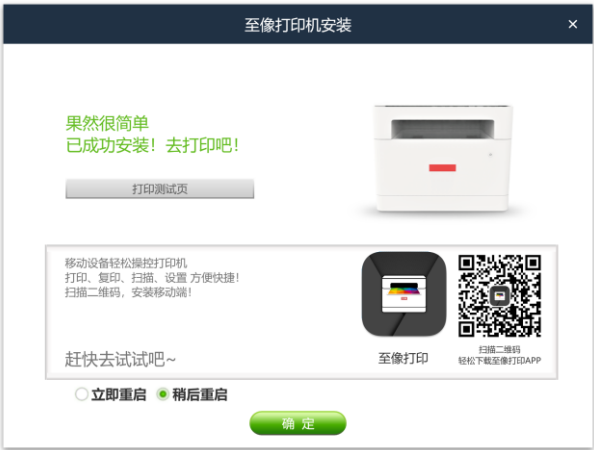 至像打印机安装
×
果然很简单
已成功安装！去打印吧！
打印测试页
移动设备轻松操控打印机
打印、复印、扫描、设置 方便快捷！
扫描二维码，安装移动端！
赶快去试试吧~
至像打印
扫描二维码
轻松下载至像打印APP
立即重启 稍后重启
确 定